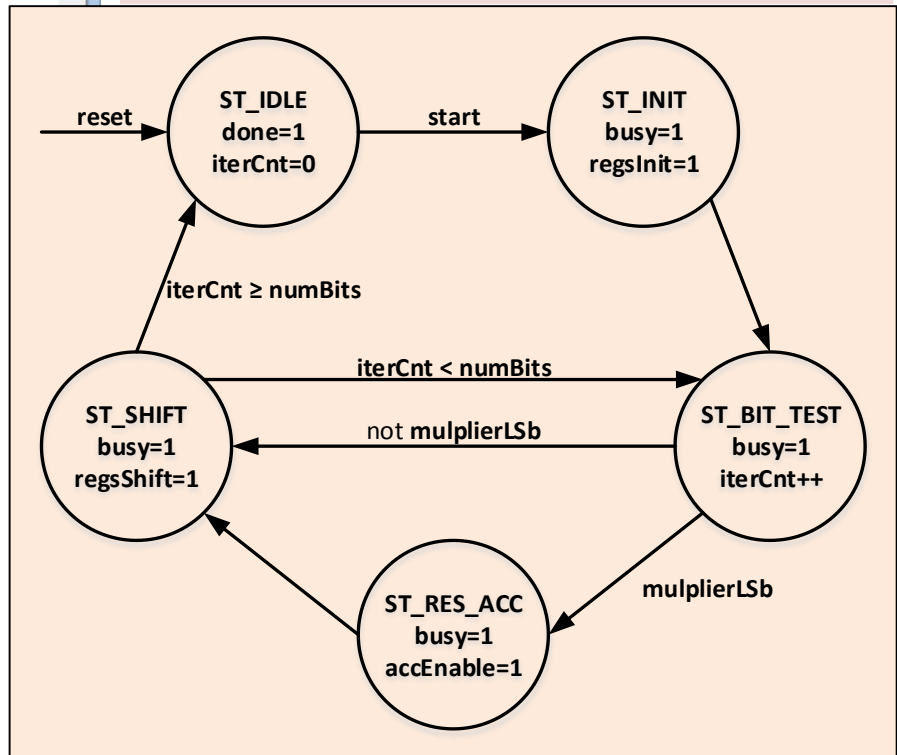 reset
ST_IDLE
done=1
iterCnt=0
start
ST_INIT
busy=1
regsInit=1
iterCnt ≥ numBits
iterCnt < numBits
ST_SHIFT
busy=1
regsShift=1
not mulplierLSb
ST_BIT_TEST
busy=1
iterCnt++
mulplierLSb
ST_RES_ACC
busy=1
accEnable=1